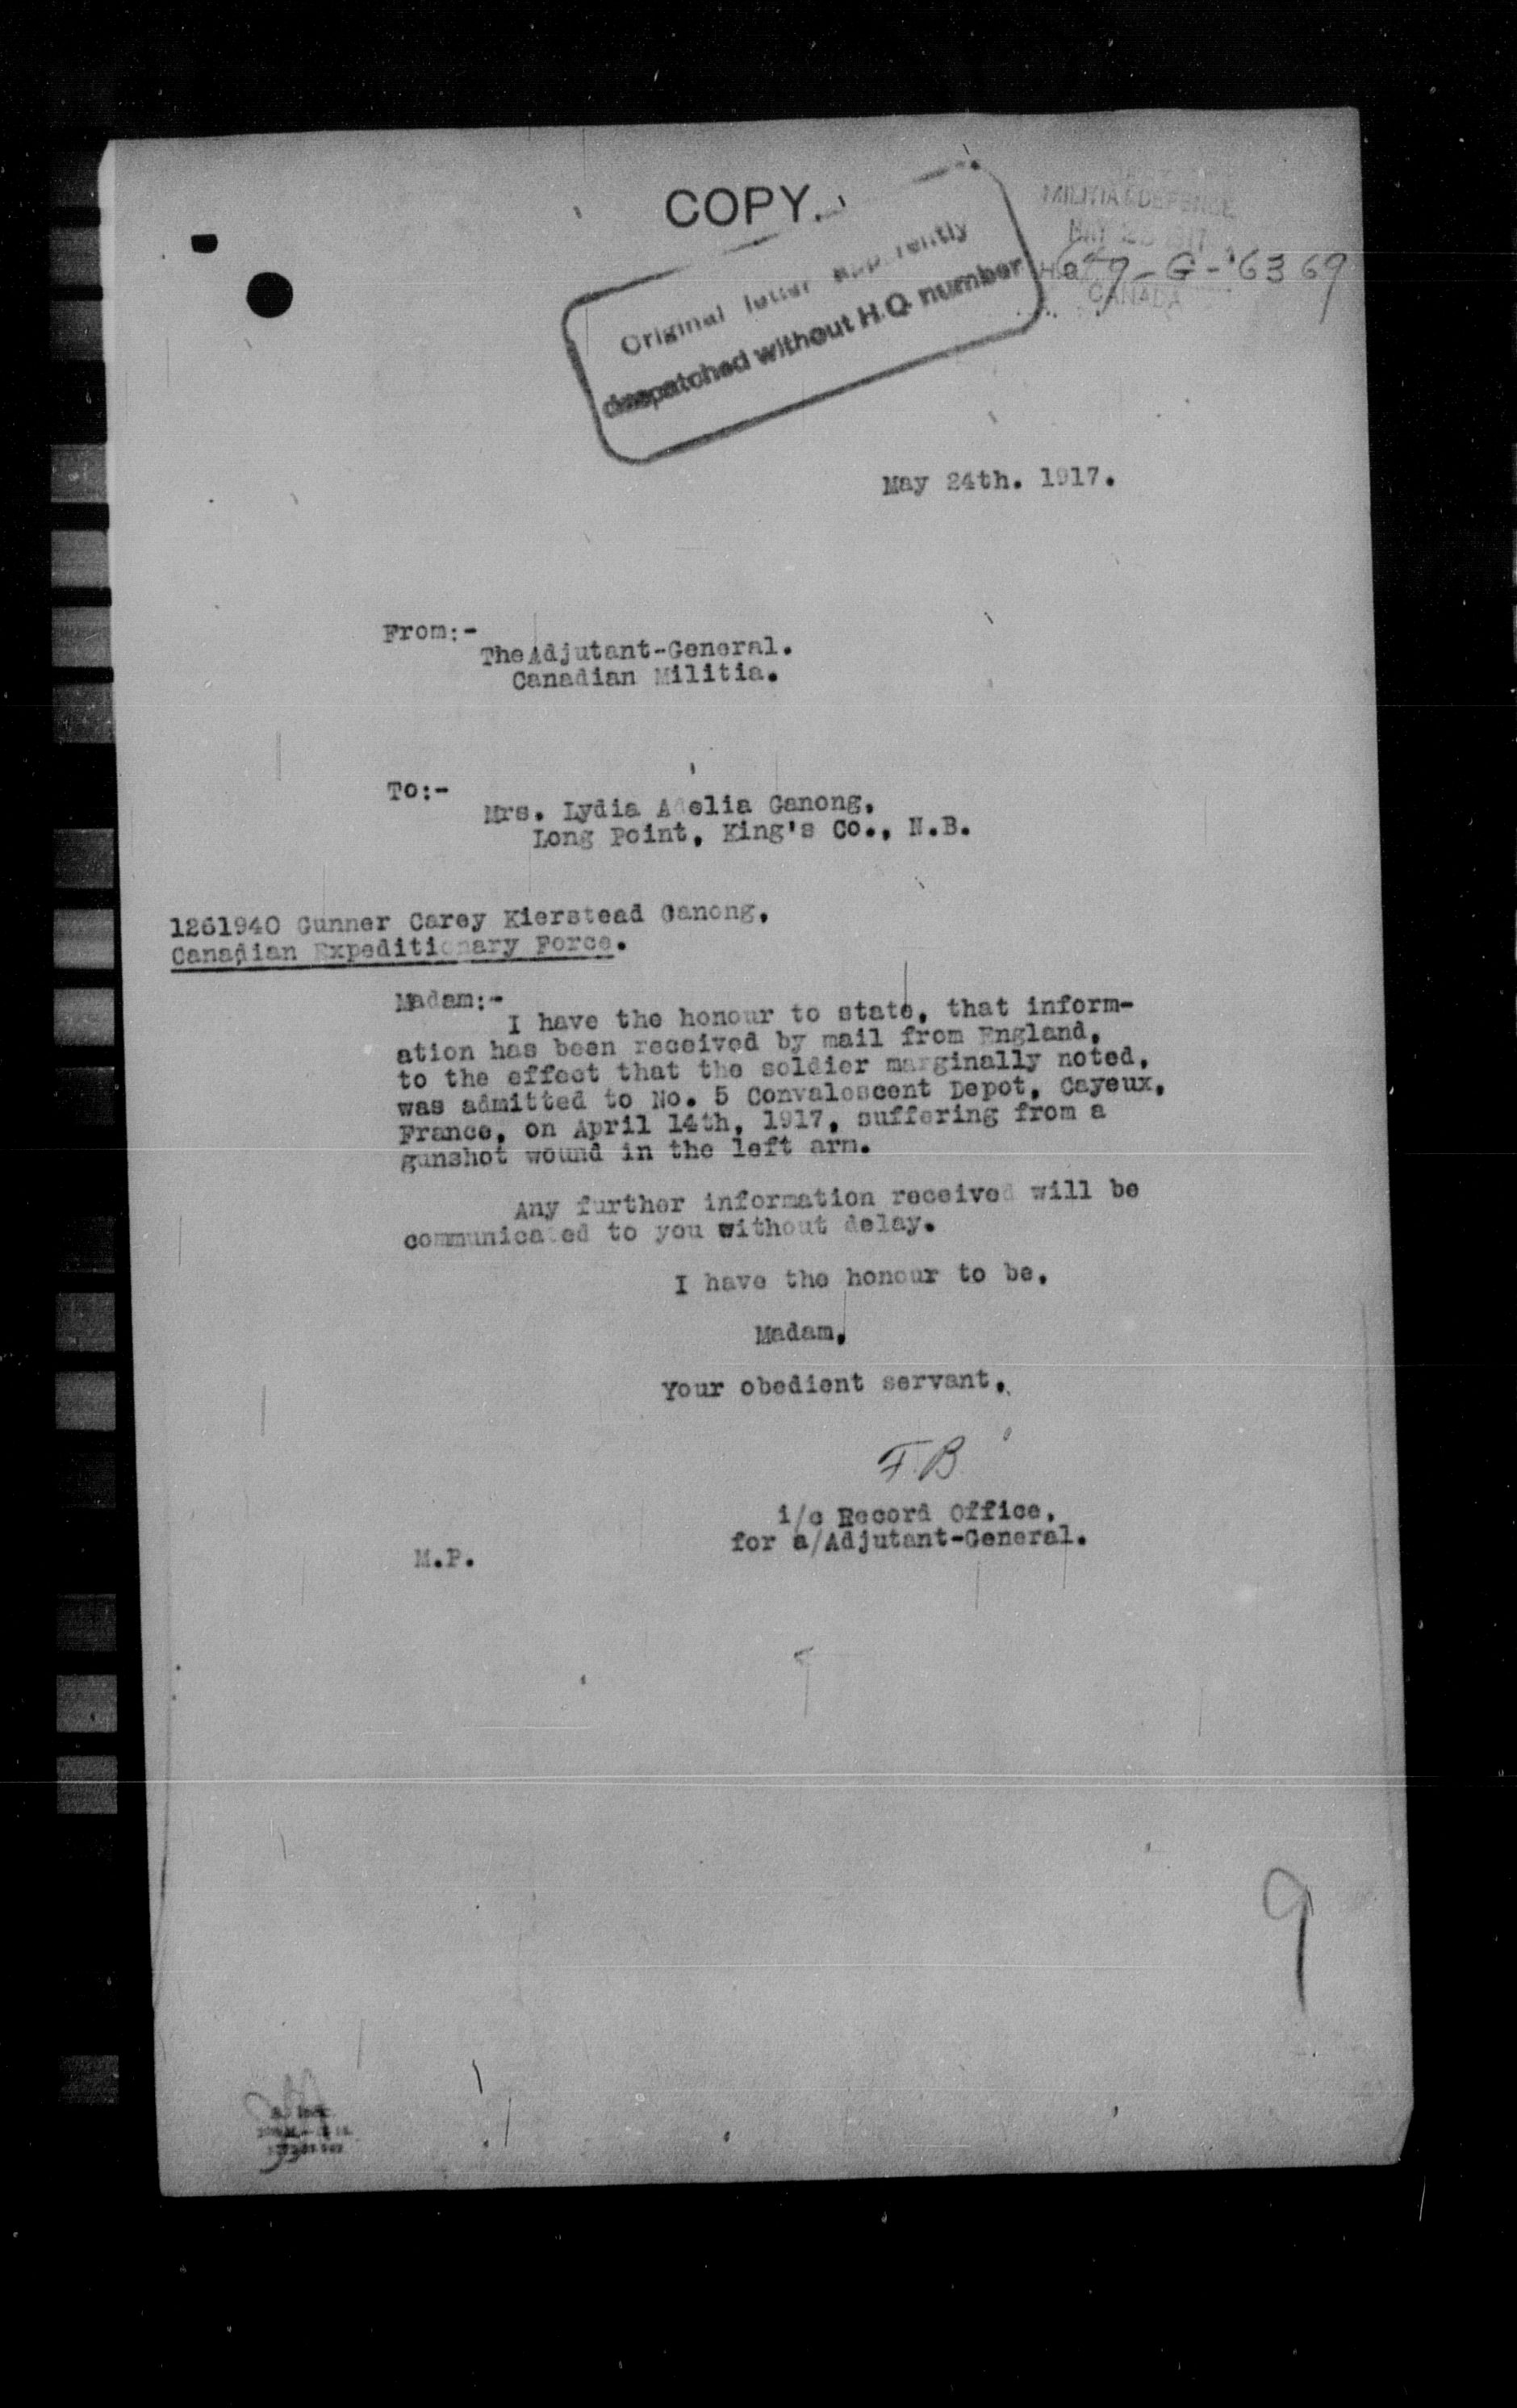 COPY.
Original letter apparently
despatched without H.Q. number
MILITIA & DEFENCE
CANADA
649-G-6369
May 24th. 1917.
From:-
TheAdjutant-General.
Canadian Militia.
To:-
Mrs. Lydia Adelia Ganong,
Long Point, King's Co., N.B.
1261940 Gunner Carey Kierstead Ganong,
Canadian Expeditionary Force.
Madam:-
I have the honour to state, that inform-
ation has been received by mail from England,
to the effect that the soldier marginally noted,
was admitted to No. 5 Convalescent Depot, Cayeux,
France, on April 14th, 1917, suffering from a
gunshot wound in the left arm.
Any further information received will be
communicated to you without delay.
I have the honour to be,
Madam,
Your obedient servant,
F.B.
i/c Record Office,
for a/Adjutant-General.
M.P.
9